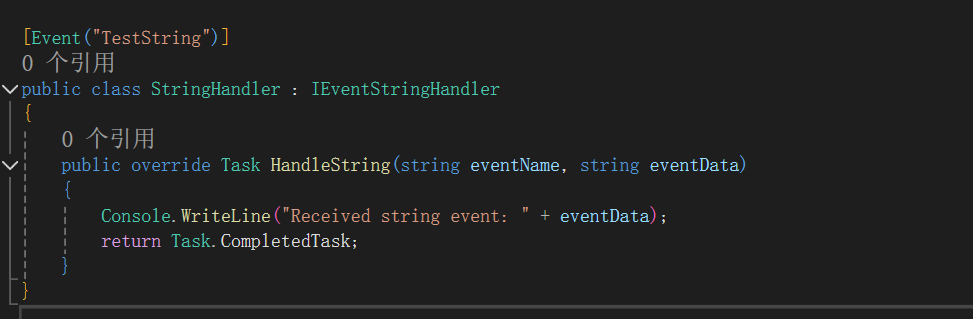 [Event("TestString")]
0 个引用
public class StringHandler : IEventStringHandler
{
0 个引用
public override Task HandleString(string eventName, string eventData)
{
Console.WriteLine("Received string event: " + eventData);
return Task.CompletedTask;
}
}